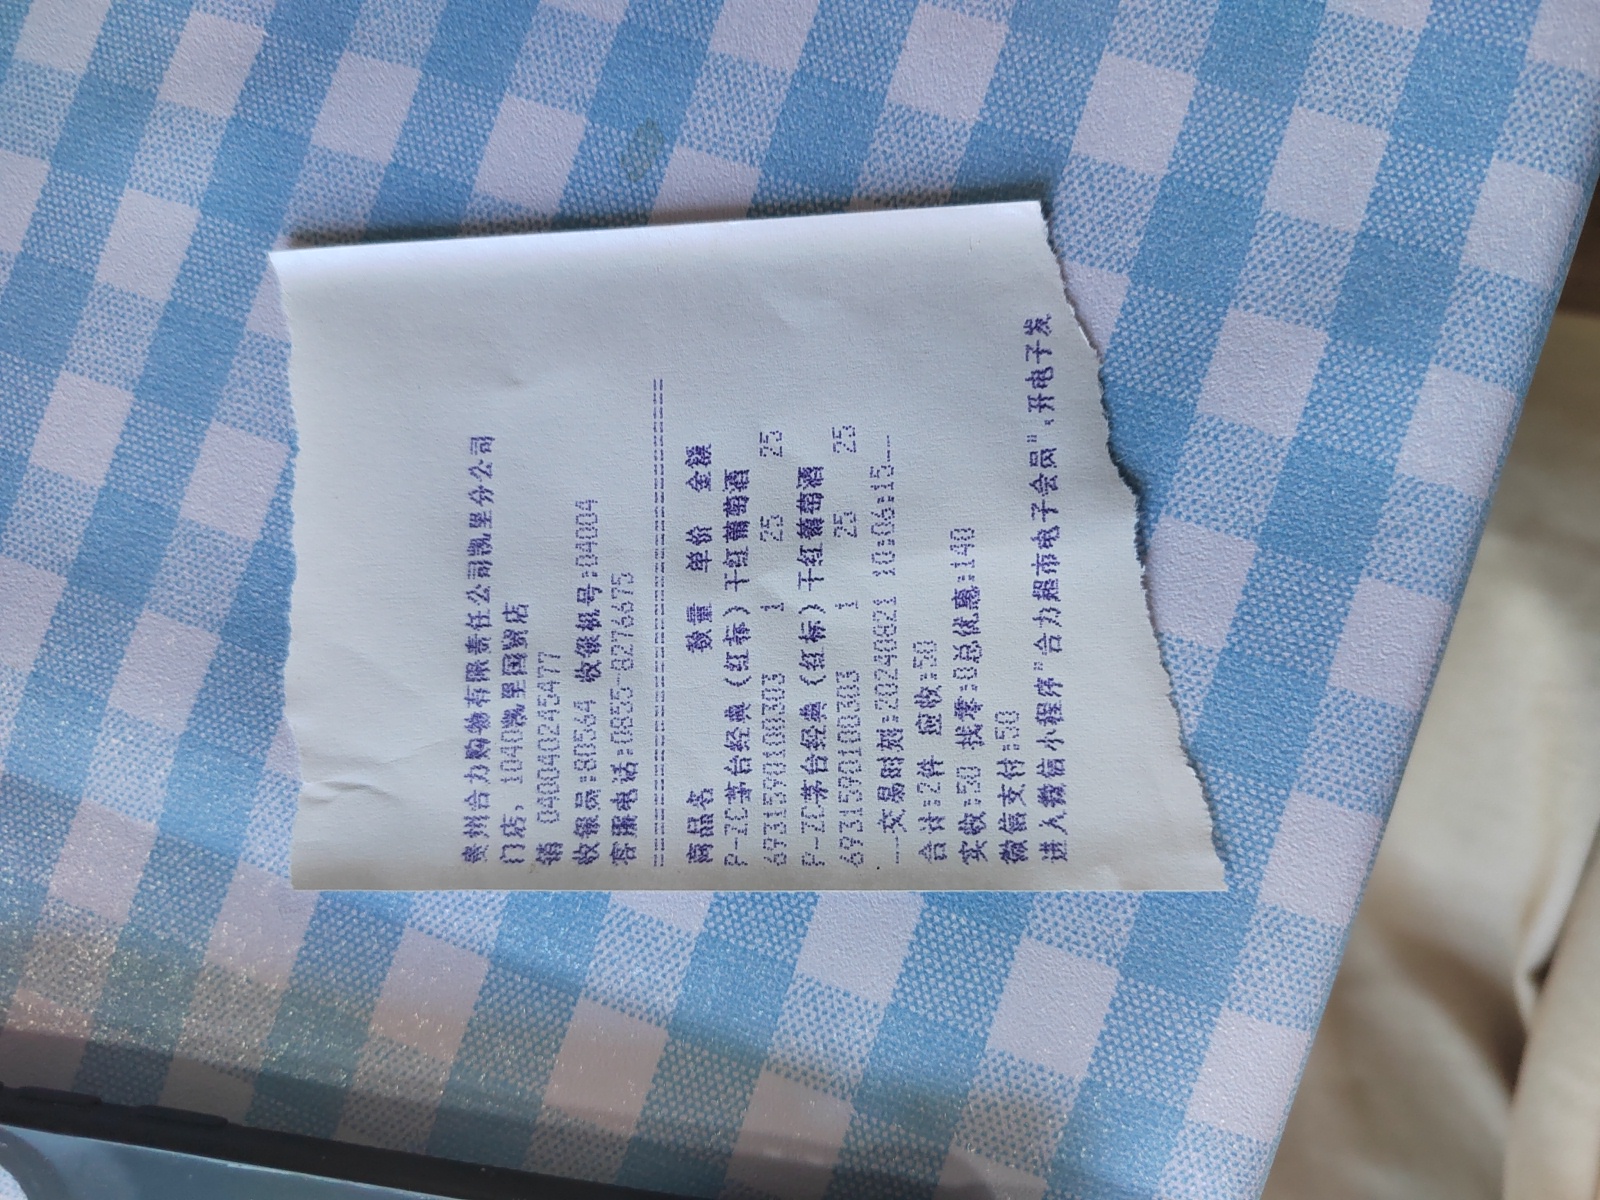 贵州合力购物有限责任公司凯里分公司
门店：1040凯里国贸店
销 040040245477
收银员:80564 收银机号:04004
客服电话:0855-8276675
========================================
商品名 数量 单价 金额
P-ZC茅台经典（红标）干红葡萄酒
6931590100303 1 25 25
P-ZC茅台经典（红标）干红葡萄酒
6931590100303 1 25 25
---交易时刻:20240821 10:06:15---
合计:2件 应收:50
实收:50 找零:0总优惠:140
微信支付:50
进入微信小程序"合力超市电子会员",开电子发